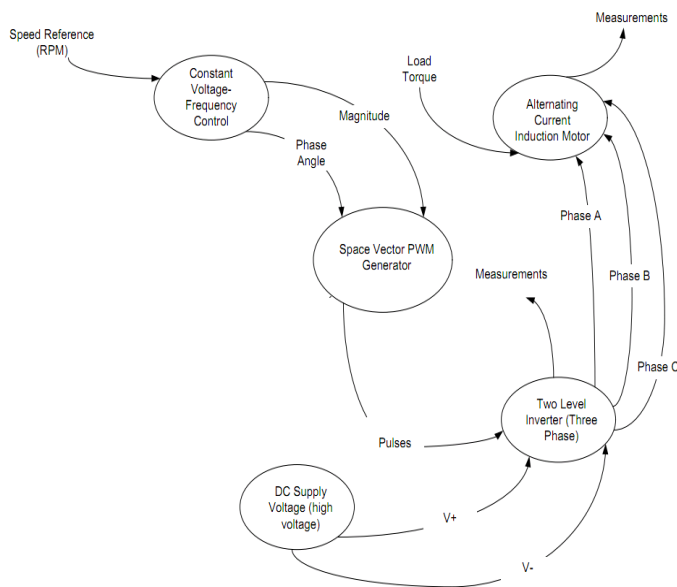 Measurements
Speed Reference
(RPM)
Constant
Voltage-
Frequency
Control
Load
Torque
Alternating
Current
Induction Motor
Magnitude
Phase
Angle
Phase A
Space Vector PWM
Generator
Measurements
Phase B
Phase C
Two Level
Inverter (Three
Phase)
Pulses
DC Supply
Voltage (high
voltage)
V+
V-